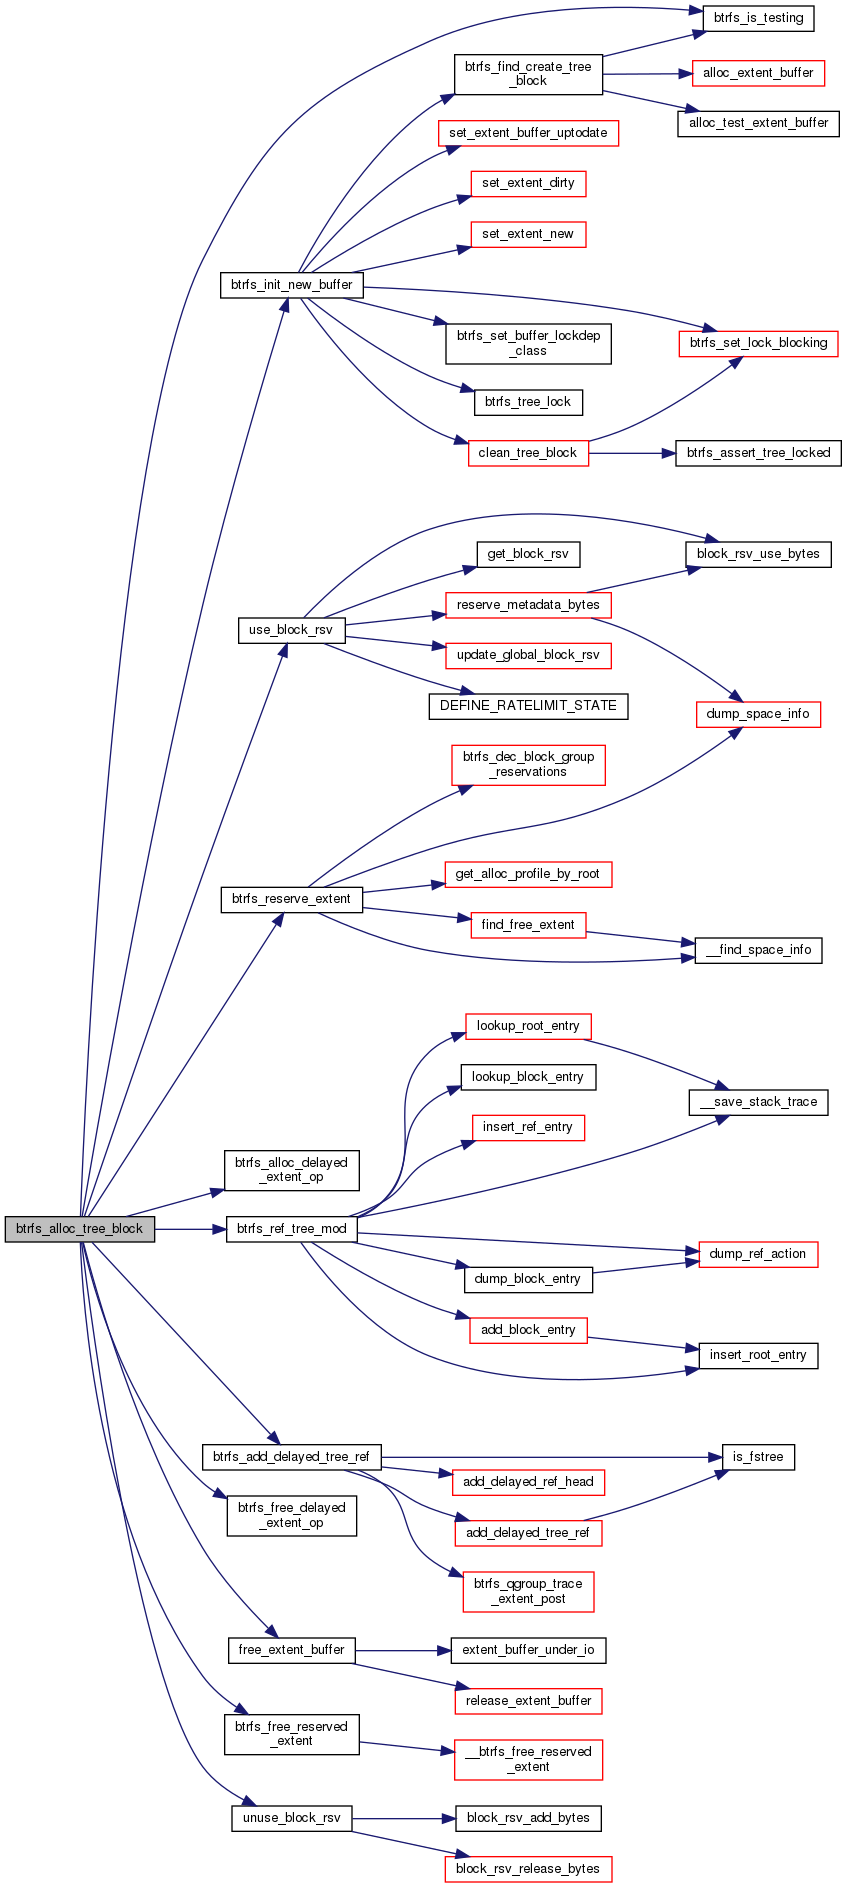 btrfs_is_testing
btrfs_find_create_tree
_block
alloc_extent_buffer
alloc_test_extent_buffer
set_extent_buffer_uptodate
set_extent_dirty
set_extent_new
btrfs_init_new_buffer
btrfs_set_buffer_lockdep
_class
btrfs_set_lock_blocking
btrfs_tree_lock
clean_tree_block
btrfs_assert_tree_locked
get_block_rsv
block_rsv_use_bytes
reserve_metadata_bytes
use_block_rsv
update_global_block_rsv
DEFINE_RATELIMIT_STATE
dump_space_info
btrfs_dec_block_group
_reservations
get_alloc_profile_by_root
btrfs_reserve_extent
find_free_extent
__find_space_info
lookup_root_entry
lookup_block_entry
__save_stack_trace
insert_ref_entry
btrfs_alloc_delayed
_extent_op
btrfs_alloc_tree_block
btrfs_ref_tree_mod
dump_ref_action
dump_block_entry
add_block_entry
insert_root_entry
btrfs_add_delayed_tree_ref
is_fstree
add_delayed_ref_head
btrfs_free_delayed
_extent_op
add_delayed_tree_ref
btrfs_qgroup_trace
_extent_post
free_extent_buffer
extent_buffer_under_io
release_extent_buffer
btrfs_free_reserved
_extent
__btrfs_free_reserved
_extent
unuse_block_rsv
block_rsv_add_bytes
block_rsv_release_bytes